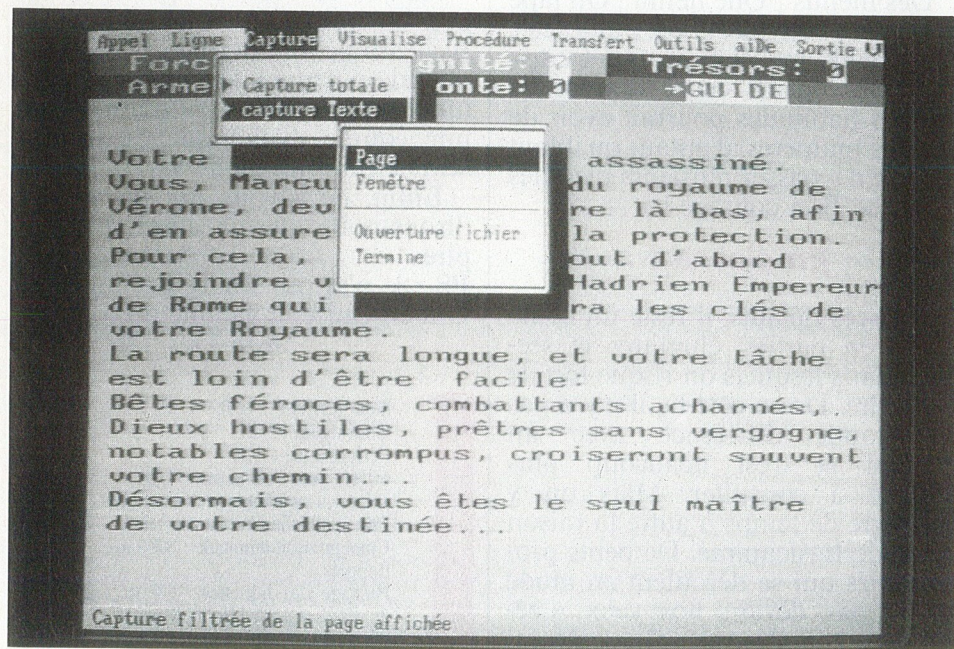 Appel Ligne Capture Visualise Procédure Transfert Outils aiDe Sortie V
Forc gnité: Trésors: 0
Arme onte: 0 →GUIDE
Capture totale
capture Texte
Page
Fenêtre
Ouverture fichier
Termine
Votre assassiné.
Vous, Marcu du royaume de
Vérone, dev re là-bas, afin
d'en assure la protection.
Pour cela, out d'abord
rejoindre v Hadrien Empereur
de Rome qui ra les clés de
votre Royaume.
La route sera longue, et votre tâche
est loin d'être facile:
Bêtes féroces, combattants acharnés,.
Dieux hostiles, prêtres sans vergogne,
notables corrompus, croiseront souvent
votre chemin...
Désormais, vous êtes le seul maître
de votre destinée...
Capture filtrée de la page affichée